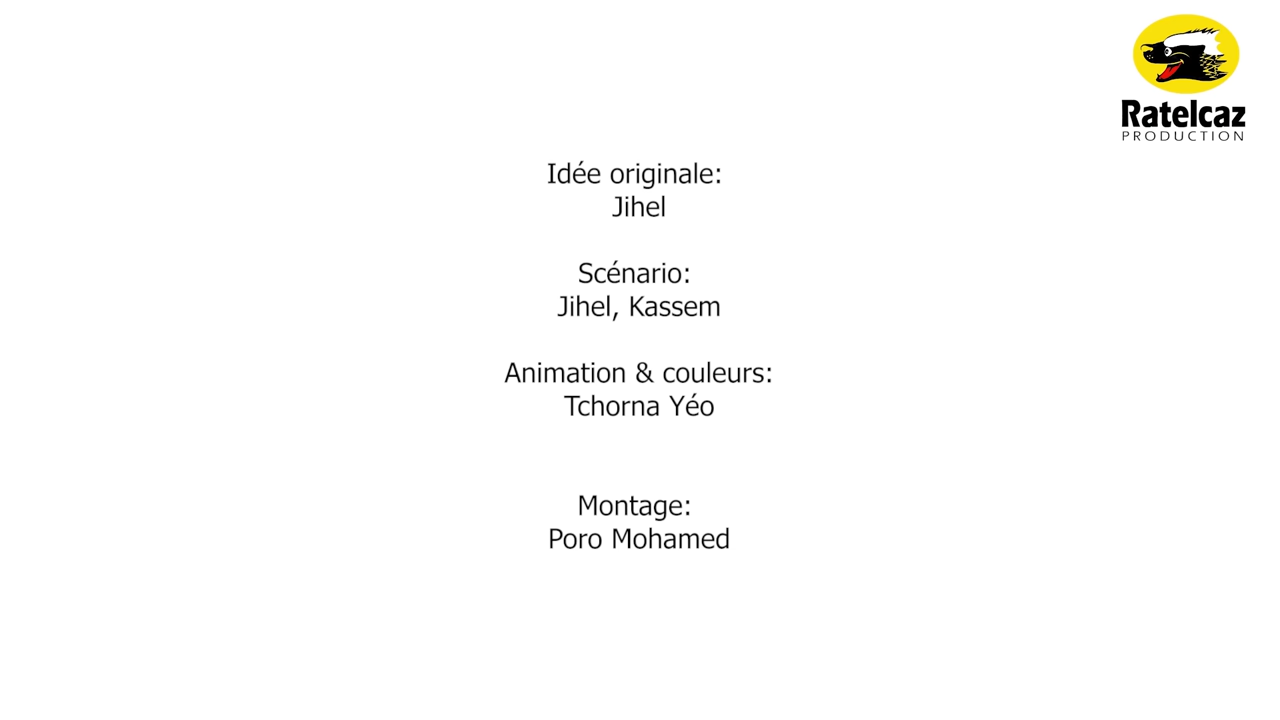 Ratelcaz
PRODUCTION
Idée originale:
Jihel
Scénario:
Jihel, Kassem
Animation & couleurs:
Tchorna Yéo
Montage:
Poro Mohamed